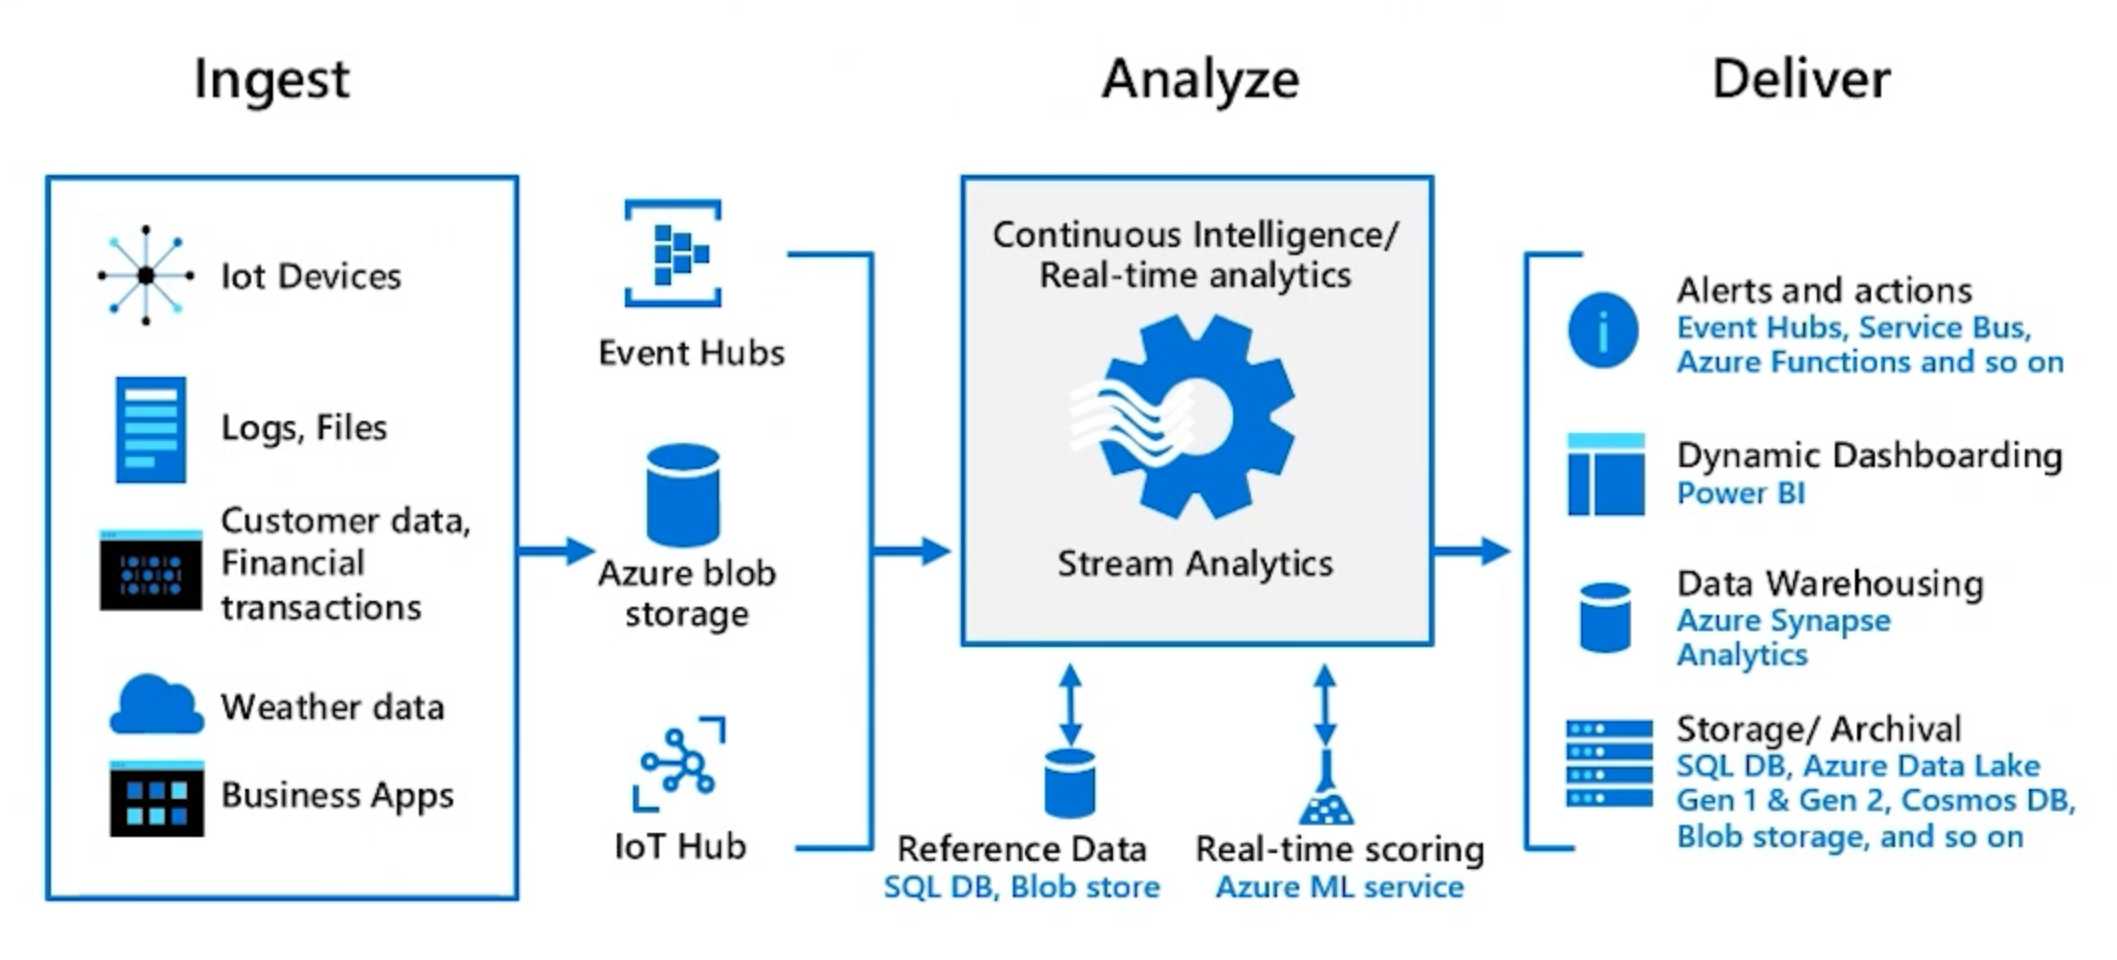 Ingest
Analyze
Deliver
Iot Devices
Logs, Files
Customer data,
Financial
transactions
Weather data
Business Apps
Event Hubs
Azure blob
storage
IoT Hub
Continuous Intelligence/
Real-time analytics
Stream Analytics
Reference Data
SQL DB, Blob store
Real-time scoring
Azure ML service
Alerts and actions
Event Hubs, Service Bus,
Azure Functions and so on
Dynamic Dashboarding
Power BI
Data Warehousing
Azure Synapse
Analytics
Storage/ Archival
SQL DB, Azure Data Lake
Gen 1 & Gen 2, Cosmos DB,
Blob storage, and so on